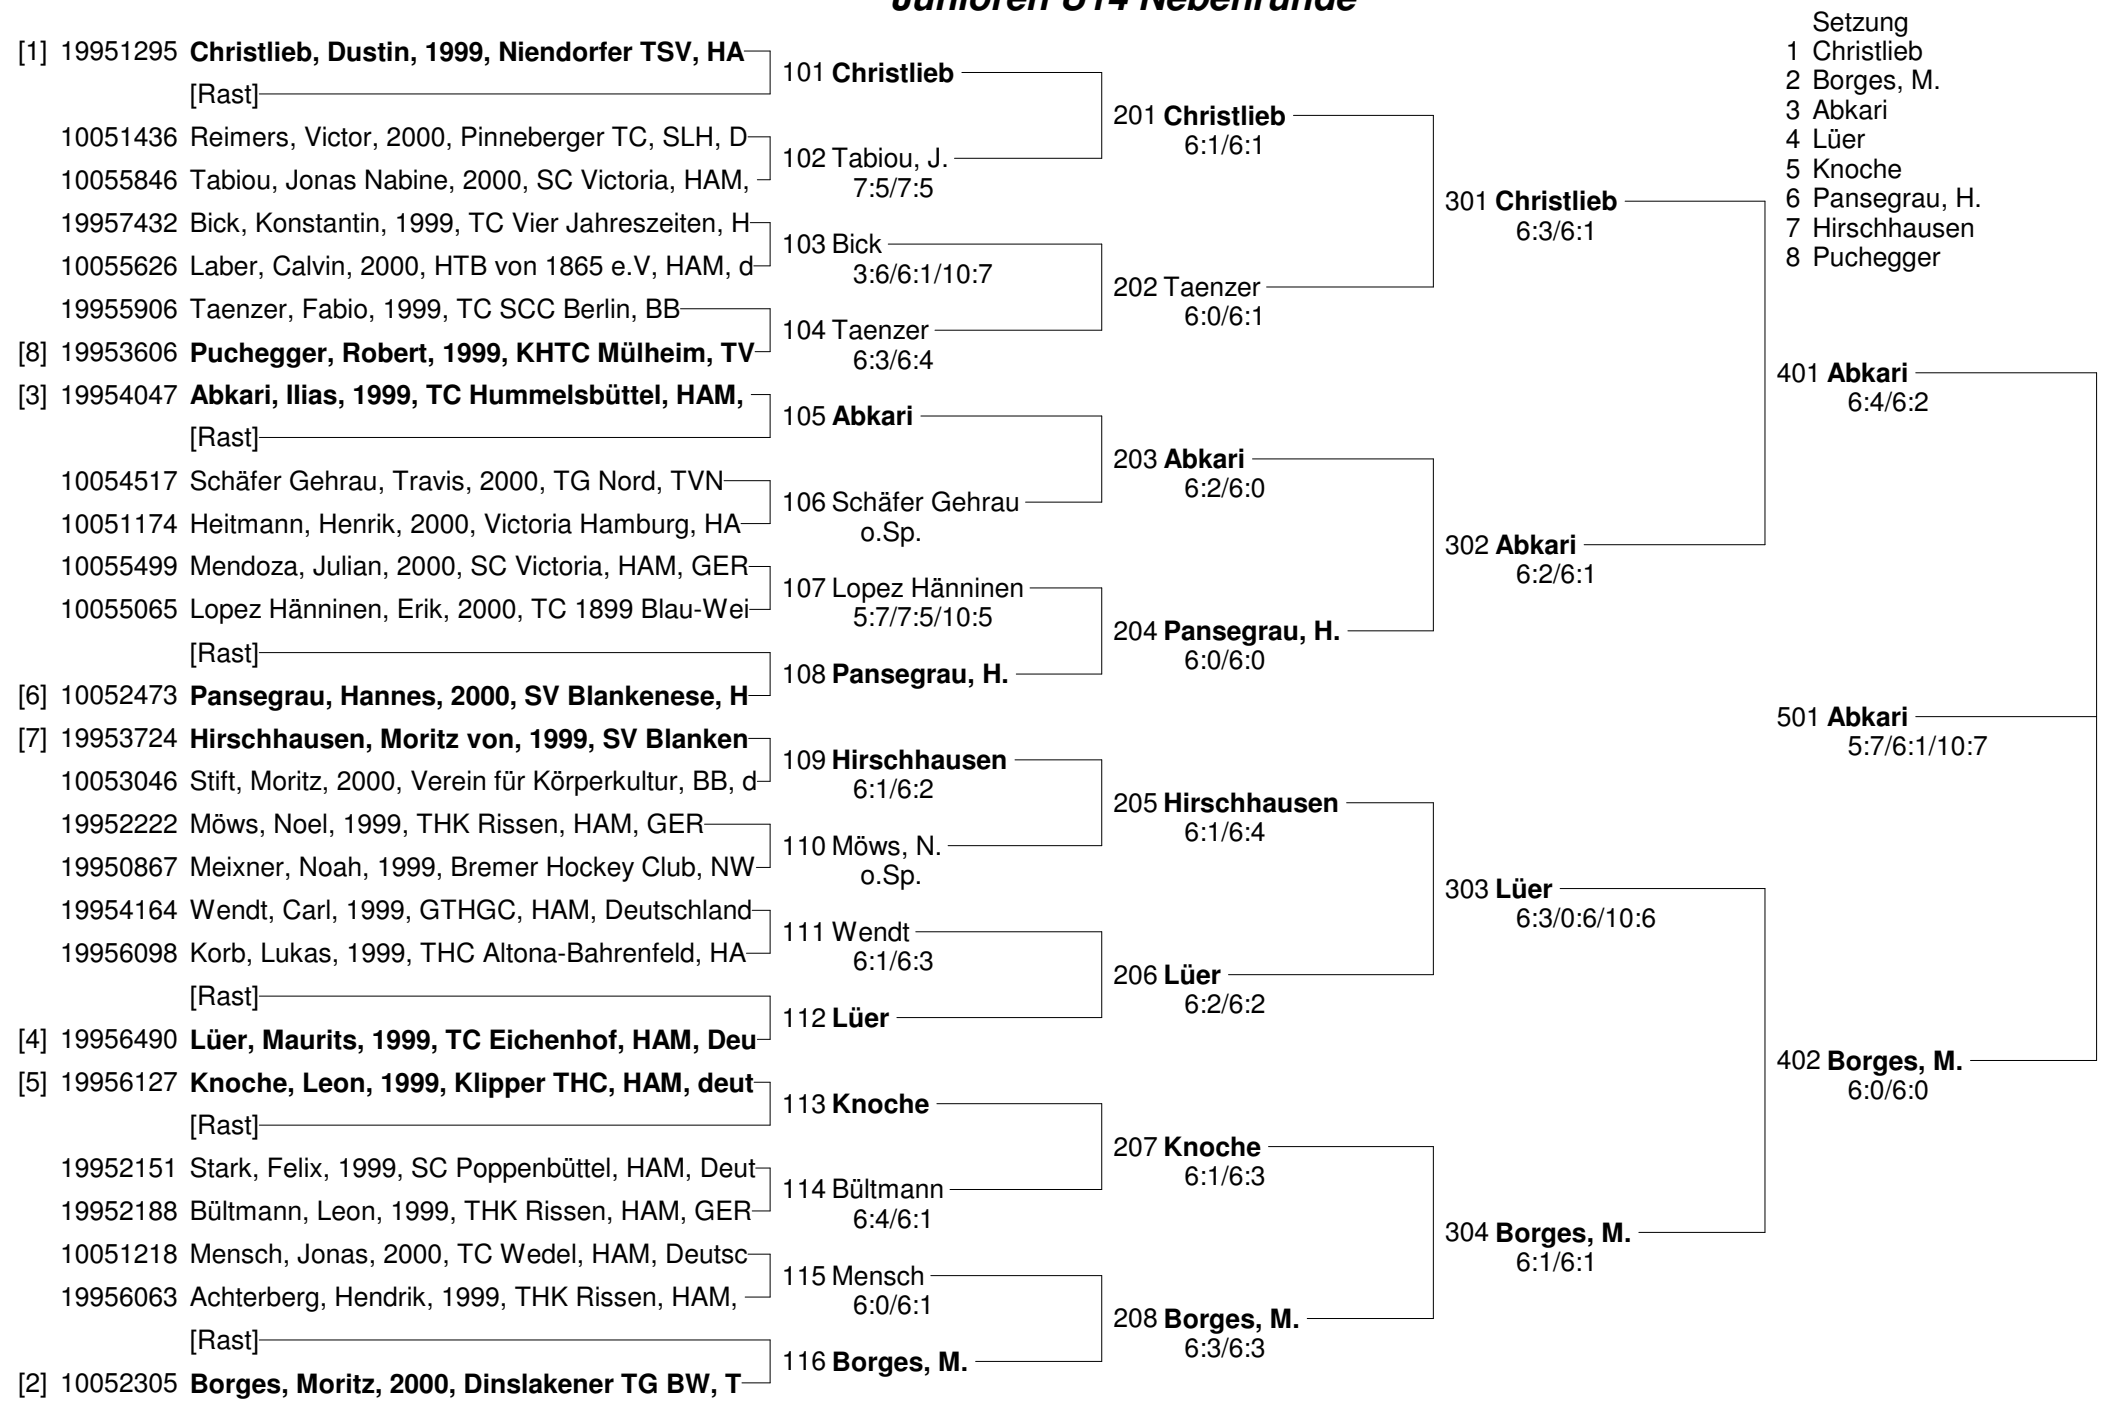 Junioren U14 Nebenrunde
Setzung
1 Christlieb
2 Borges, M.
3 Abkari
4 Lüer
5 Knoche
6 Pansegrau, H.
7 Hirschhausen
8 Puchegger
[1] 19951295 Christlieb, Dustin, 1999, Niendorfer TSV, HA
[Rast]
10051436 Reimers, Victor, 2000, Pinneberger TC, SLH, D
10055846 Tabiou, Jonas Nabine, 2000, SC Victoria, HAM,
19957432 Bick, Konstantin, 1999, TC Vier Jahreszeiten, H
10055626 Laber, Calvin, 2000, HTB von 1865 e.V, HAM, d
19955906 Taenzer, Fabio, 1999, TC SCC Berlin, BB
[8] 19953606 Puchegger, Robert, 1999, KHTC Mülheim, TV
[3] 19954047 Abkari, Ilias, 1999, TC Hummelsbüttel, HAM,
[Rast]
10054517 Schäfer Gehrau, Travis, 2000, TG Nord, TVN
10051174 Heitmann, Henrik, 2000, Victoria Hamburg, HA
10055499 Mendoza, Julian, 2000, SC Victoria, HAM, GER
10055065 Lopez Hänninen, Erik, 2000, TC 1899 Blau-Wei
[Rast]
[6] 10052473 Pansegrau, Hannes, 2000, SV Blankenese, H
[7] 19953724 Hirschhausen, Moritz von, 1999, SV Blanken
10053046 Stift, Moritz, 2000, Verein für Körperkultur, BB, d
19952222 Möws, Noel, 1999, THK Rissen, HAM, GER
19950867 Meixner, Noah, 1999, Bremer Hockey Club, NW
19954164 Wendt, Carl, 1999, GTHGC, HAM, Deutschland
19956098 Korb, Lukas, 1999, THC Altona-Bahrenfeld, HA
[Rast]
[4] 19956490 Lüer, Maurits, 1999, TC Eichenhof, HAM, Deu
[5] 19956127 Knoche, Leon, 1999, Klipper THC, HAM, deut
[Rast]
19952151 Stark, Felix, 1999, SC Poppenbüttel, HAM, Deut
19952188 Bültmann, Leon, 1999, THK Rissen, HAM, GER
10051218 Mensch, Jonas, 2000, TC Wedel, HAM, Deutsc
19956063 Achterberg, Hendrik, 1999, THK Rissen, HAM,
[Rast]
[2] 10052305 Borges, Moritz, 2000, Dinslakener TG BW, T
101 Christlieb
102 Tabiou, J.
7:5/7:5
103 Bick
3:6/6:1/10:7
104 Taenzer
6:3/6:4
105 Abkari
106 Schäfer Gehrau
o.Sp.
107 Lopez Hänninen
5:7/7:5/10:5
108 Pansegrau, H.
109 Hirschhausen
6:1/6:2
110 Möws, N.
o.Sp.
111 Wendt
6:1/6:3
112 Lüer
113 Knoche
114 Bültmann
6:4/6:1
115 Mensch
6:0/6:1
116 Borges, M.
201 Christlieb
6:1/6:1
202 Taenzer
6:0/6:1
203 Abkari
6:2/6:0
204 Pansegrau, H.
6:0/6:0
205 Hirschhausen
6:1/6:4
206 Lüer
6:2/6:2
207 Knoche
6:1/6:3
208 Borges, M.
6:3/6:3
301 Christlieb
6:3/6:1
302 Abkari
6:2/6:1
303 Lüer
6:3/0:6/10:6
304 Borges, M.
6:1/6:1
401 Abkari
6:4/6:2
402 Borges, M.
6:0/6:0
501 Abkari
5:7/6:1/10:7